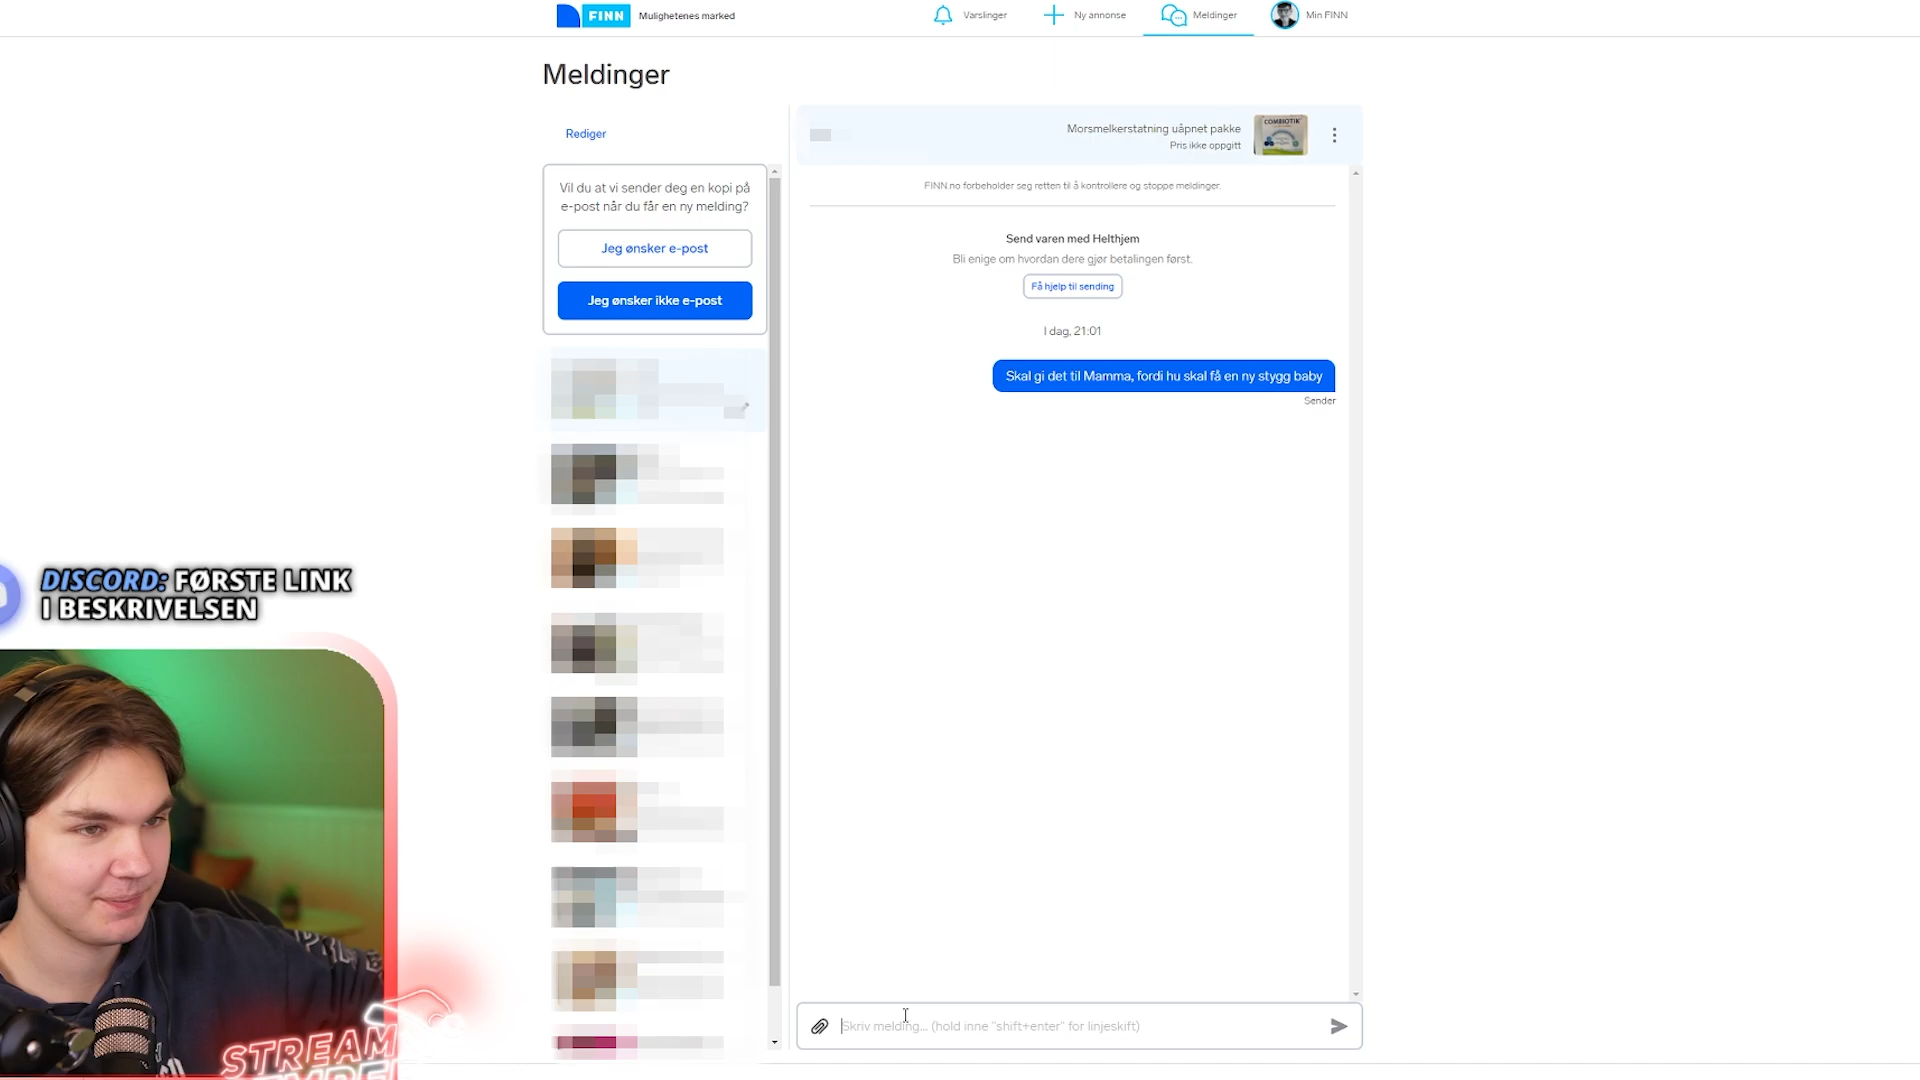 FINN
Mulighetenes marked
Varslinger
Ny annonse
Meldinger
Min FINN
Meldinger
Rediger
Vil du at vi sender deg en kopi på
e-post når du får en ny melding?
Jeg ønsker e-post
Jeg ønsker ikke e-post
Morsmelkerstatning uåpnet pakke
Pris ikke oppgitt
COMBIOTIK
FINN.no forbeholder seg retten til å kontrollere og stoppe meldinger.
Send varen med Helthjem
Bli enige om hvordan dere gjør betalingen først.
Få hjelp til sending
I dag, 21:01
Skal gi det til Mamma, fordi hu skal få en ny stygg baby
Sender
Skriv melding... (hold inne "shift+enter" for linjeskift)
DISCORD: FØRSTE LINK
I BESKRIVELSEN
STREAM